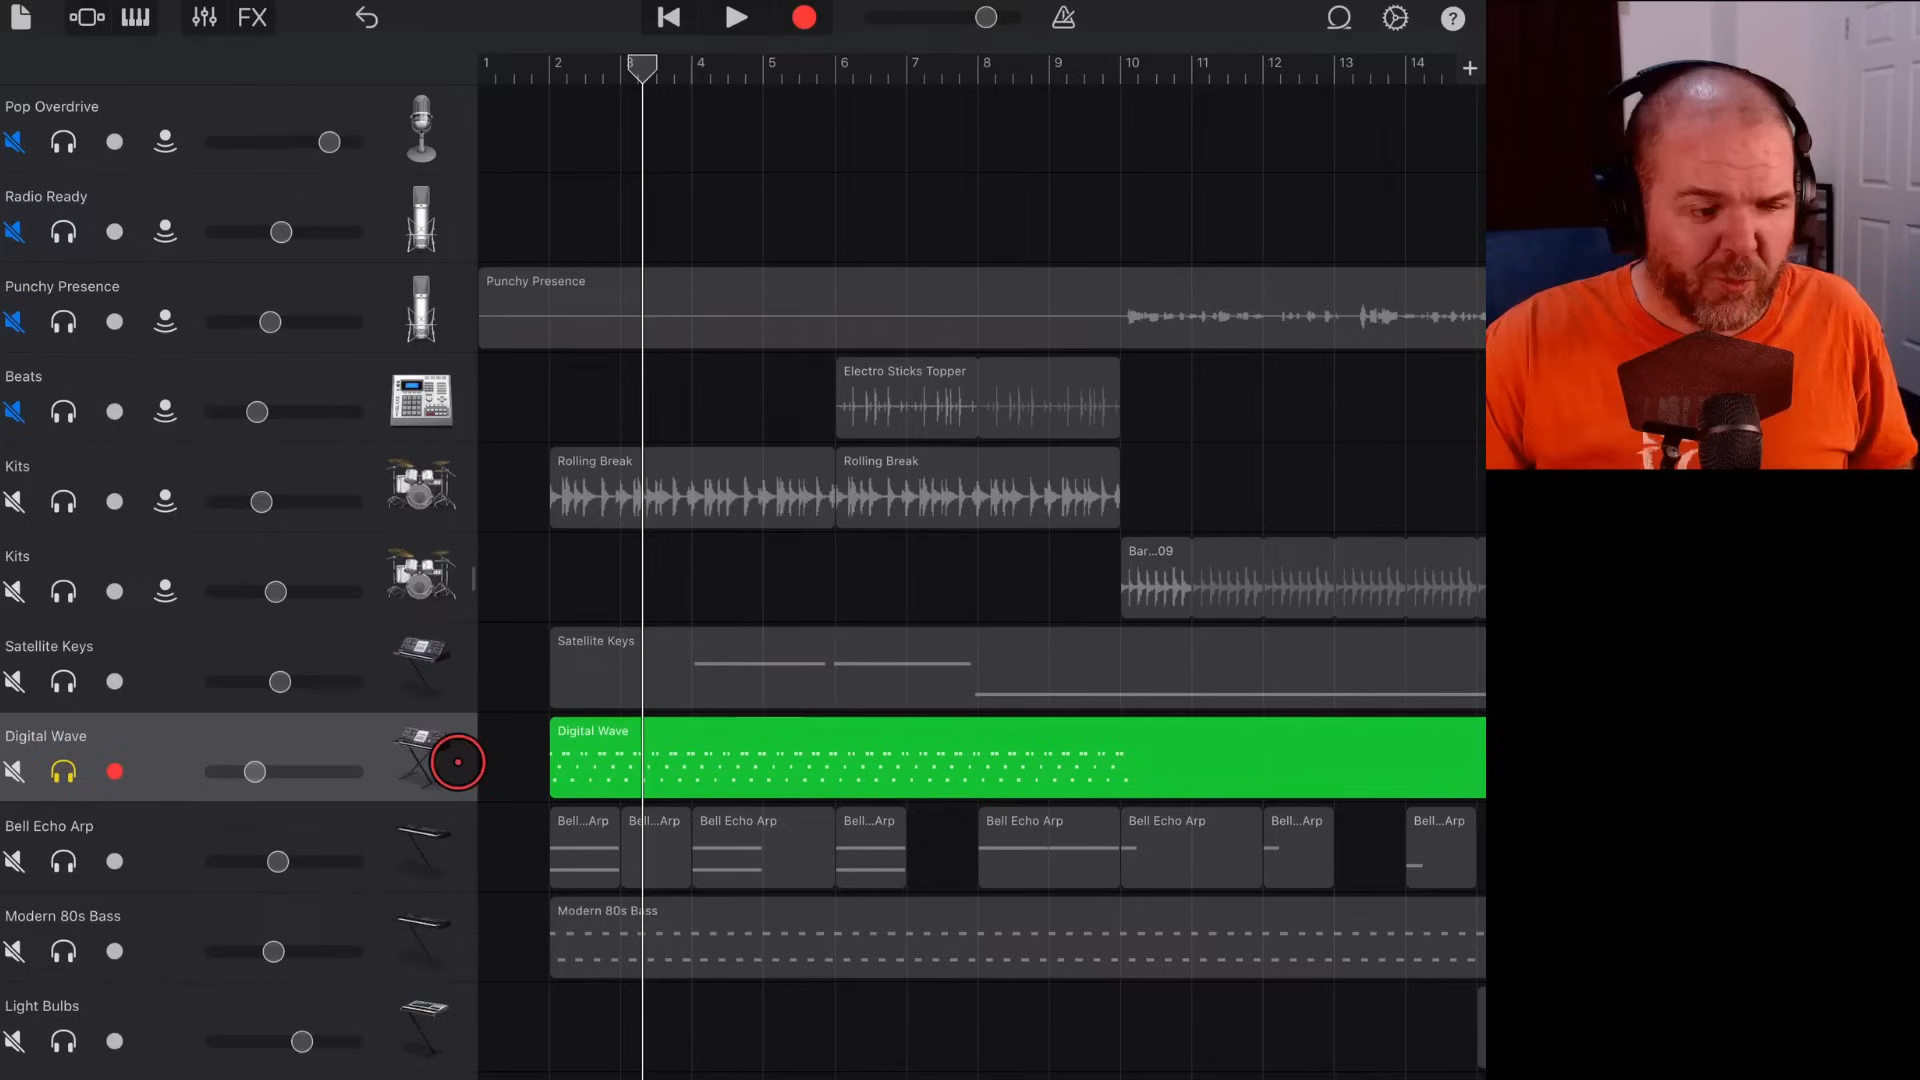 FX
?
1 2 3 4 5 6 7 8 9 10 11 12 13 14 +
Pop Overdrive
Radio Ready
Punchy Presence
Punchy Presence
Beats
Electro Sticks Topper
Kits
Rolling Break
Rolling Break
Kits
Bar...09
Satellite Keys
Satellite Keys
Digital Wave
Digital Wave
Bell Echo Arp
Bell...Arp
Bell...Arp
Bell Echo Arp
Bell...Arp
Bell Echo Arp
Bell Echo Arp
Bell...Arp
Bell...Arp
Modern 80s Bass
Modern 80s Bass
Light Bulbs